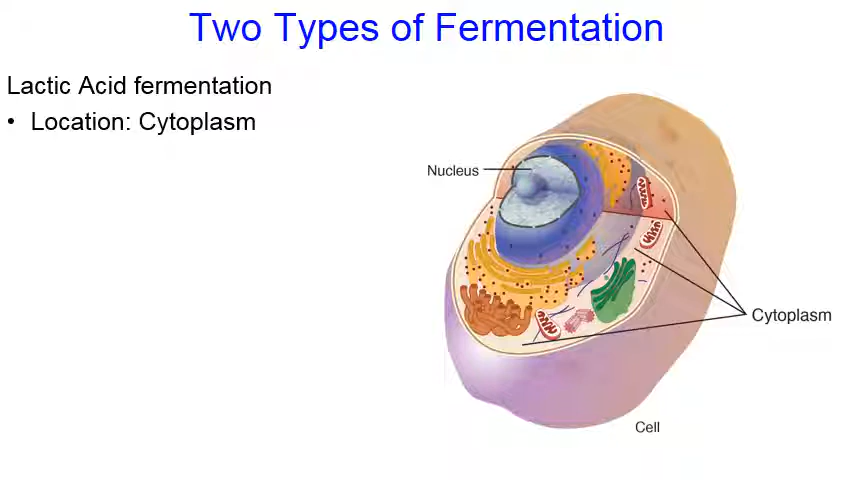 Two Types of Fermentation
Lactic Acid fermentation
• Location: Cytoplasm
Nucleus
Cytoplasm
Cell